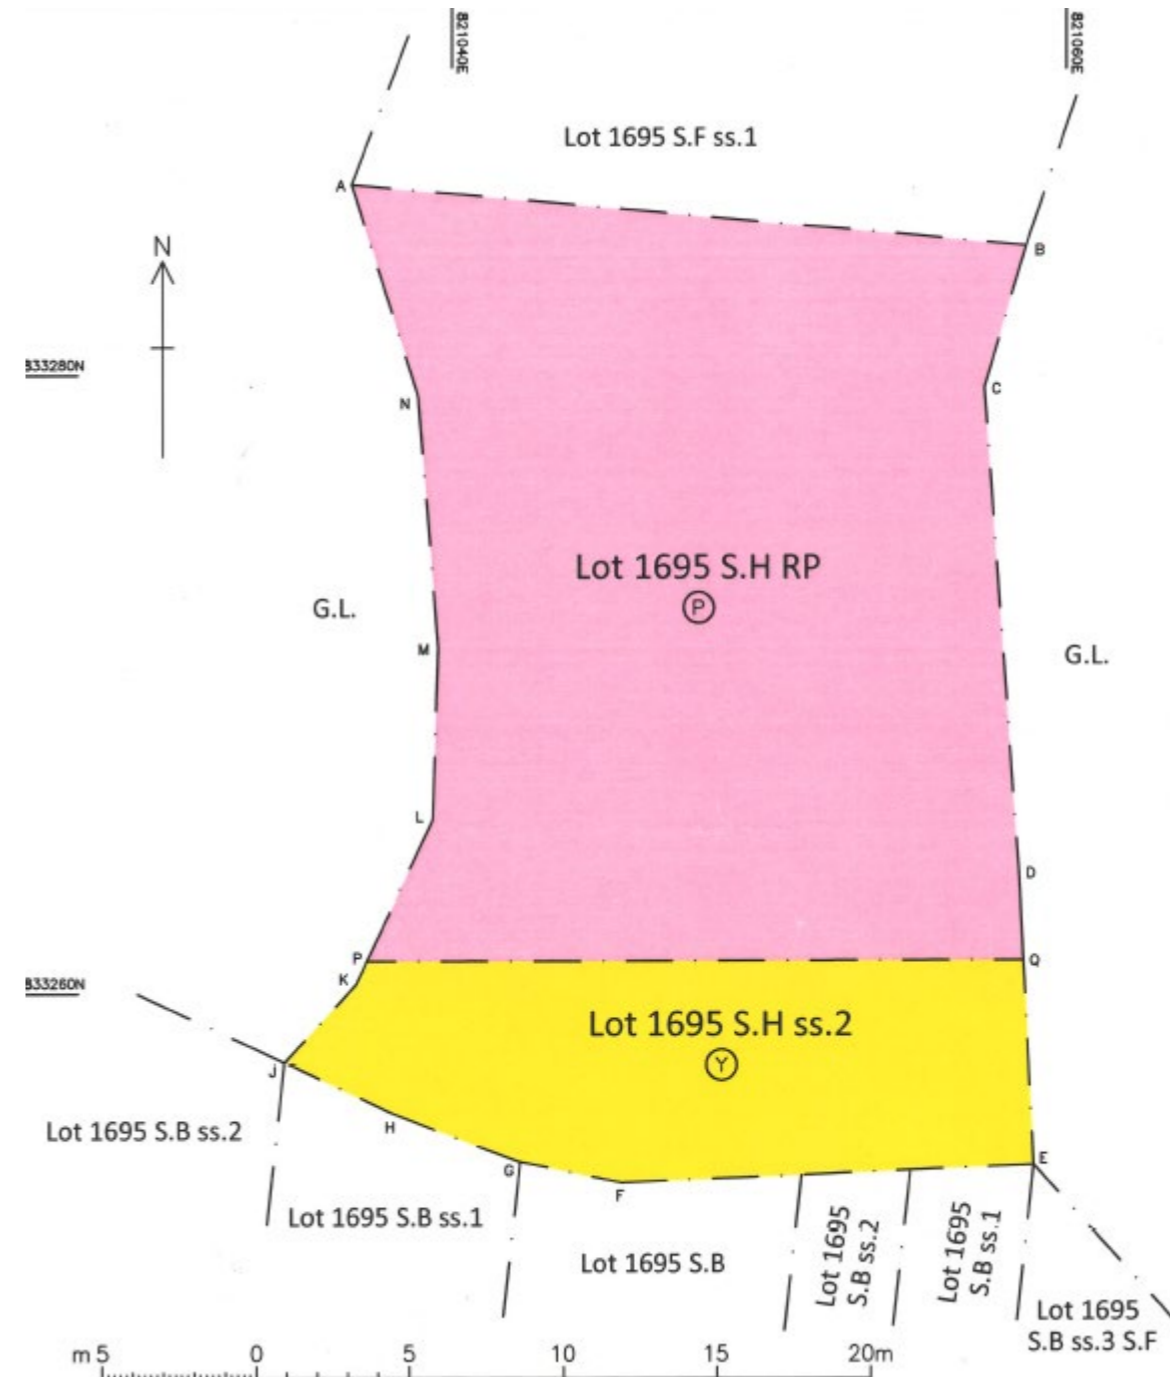 821040E
821060E
Lot 1695 S.F ss.1
A
B
N
833280N
C
N
Lot 1695 S.H RP
P
G.L.
M
G.L.
L
D
P
Q
K
833260N
Lot 1695 S.H ss.2
Y
J
Lot 1695 S.B ss.2
H
G
E
F
Lot 1695 S.B ss.1
Lot 1695 S.B
Lot 1695
S.B ss.2
Lot 1695
S.B ss.1
Lot 1695
S.B ss.3 S.F
m 5 0 5 10 15 20m